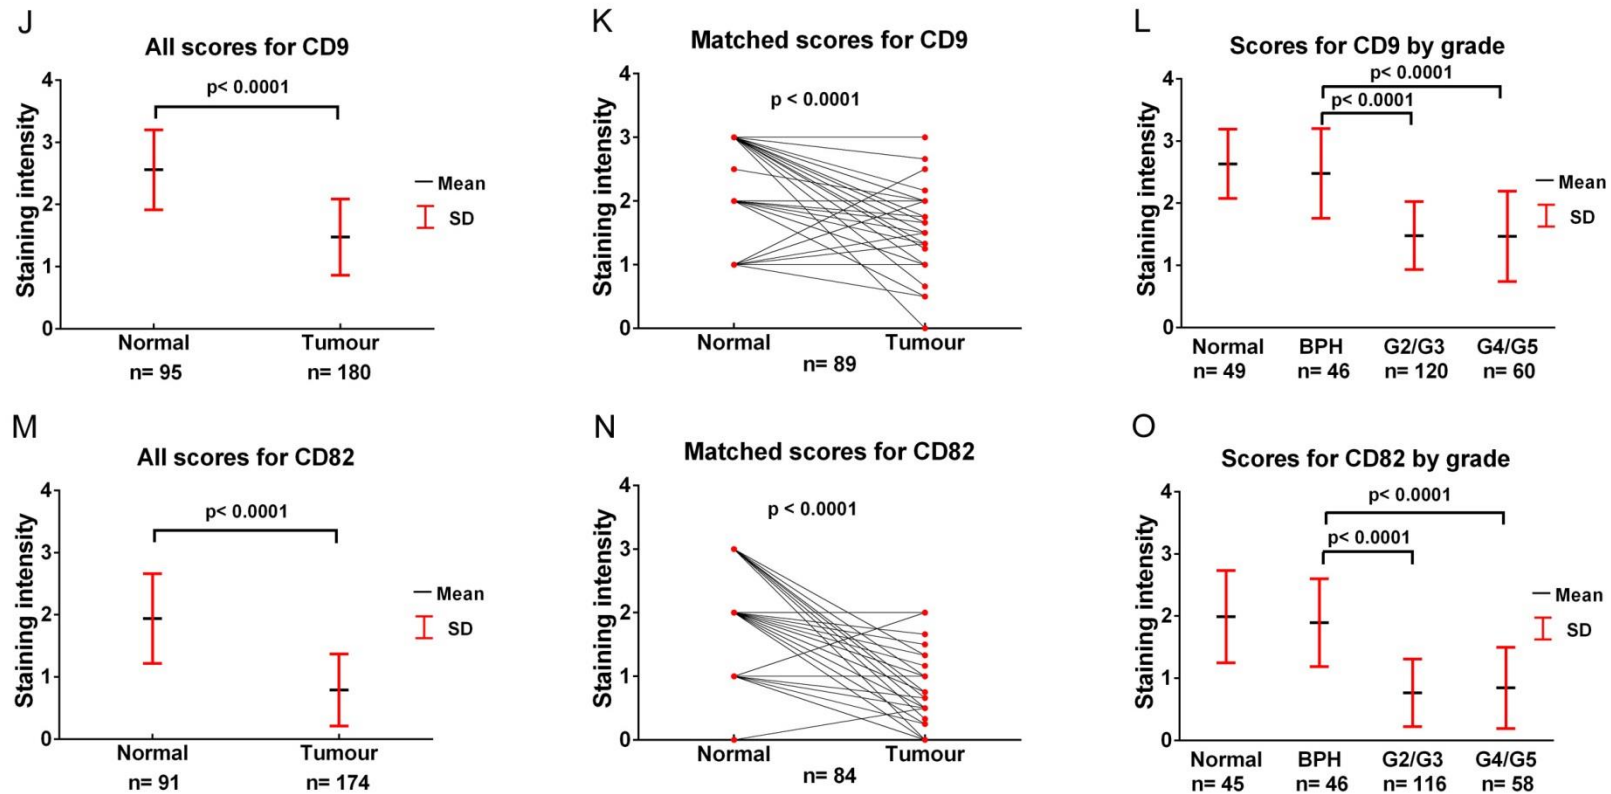 J
All scores for CD9
Staining intensity
4
3
2
1
0
p< 0.0001
Mean
SD
Normal
Tumour
n= 95
n= 180
K
Matched scores for CD9
Staining intensity
4
3
2
1
0
p < 0.0001
Normal
Tumour
n= 89
L
Scores for CD9 by grade
Staining intensity
4
3
2
1
0
p< 0.0001
p< 0.0001
Mean
SD
Normal
BPH
G2/G3
G4/G5
n= 49
n= 46
n= 120
n= 60
M
All scores for CD82
Staining intensity
4
3
2
1
0
p< 0.0001
Mean
SD
Normal
Tumour
n= 91
n= 174
N
Matched scores for CD82
Staining intensity
4
3
2
1
0
p < 0.0001
Normal
Tumour
n= 84
O
Scores for CD82 by grade
Staining intensity
4
3
2
1
0
p< 0.0001
p< 0.0001
Mean
SD
Normal
BPH
G2/G3
G4/G5
n= 45
n= 46
n= 116
n= 58